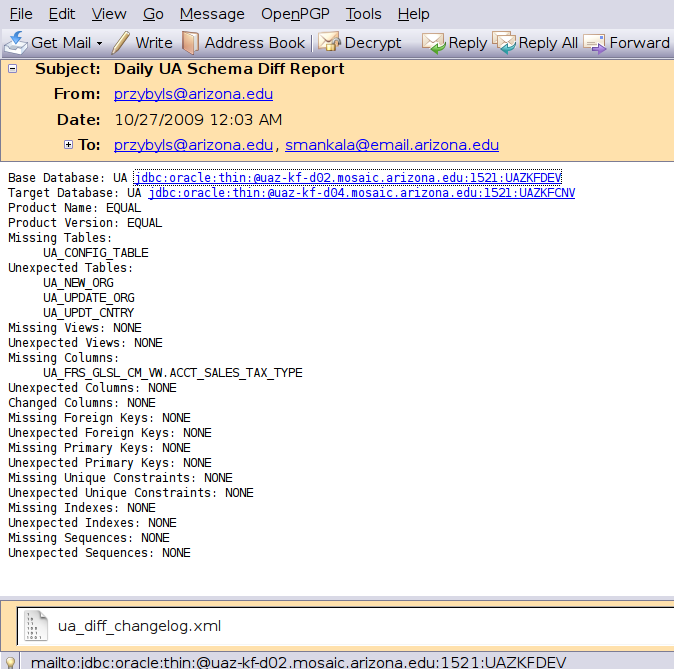 File Edit View Go Message OpenPGP Tools Help
Get Mail Write Address Book Decrypt Reply Reply All Forward
Subject: Daily UA Schema Diff Report
From: przybyls@arizona.edu
Date: 10/27/2009 12:03 AM
To: przybyls@arizona.edu, smankala@email.arizona.edu
Base Database: UA jdbc:oracle:thin:@uaz-kf-d02.mosaic.arizona.edu:1521:UAZKFDEV
Target Database: UA jdbc:oracle:thin:@uaz-kf-d04.mosaic.arizona.edu:1521:UAZKFCNV
Product Name: EQUAL
Product Version: EQUAL
Missing Tables:
UA_CONFIG_TABLE
Unexpected Tables:
UA_NEW_ORG
UA_UPDATE_ORG
UA_UPDT_CNTRY
Missing Views: NONE
Unexpected Views: NONE
Missing Columns:
UA_FRS_GLSL_CM_VW.ACCT_SALES_TAX_TYPE
Unexpected Columns: NONE
Changed Columns: NONE
Missing Foreign Keys: NONE
Unexpected Foreign Keys: NONE
Missing Primary Keys: NONE
Unexpected Primary Keys: NONE
Missing Unique Constraints: NONE
Unexpected Unique Constraints: NONE
Missing Indexes: NONE
Unexpected Indexes: NONE
Missing Sequences: NONE
Unexpected Sequences: NONE
ua_diff_changelog.xml
mailto:jdbc:oracle:thin:@uaz-kf-d02.mosaic.arizona.edu:1521:UAZKFDEV